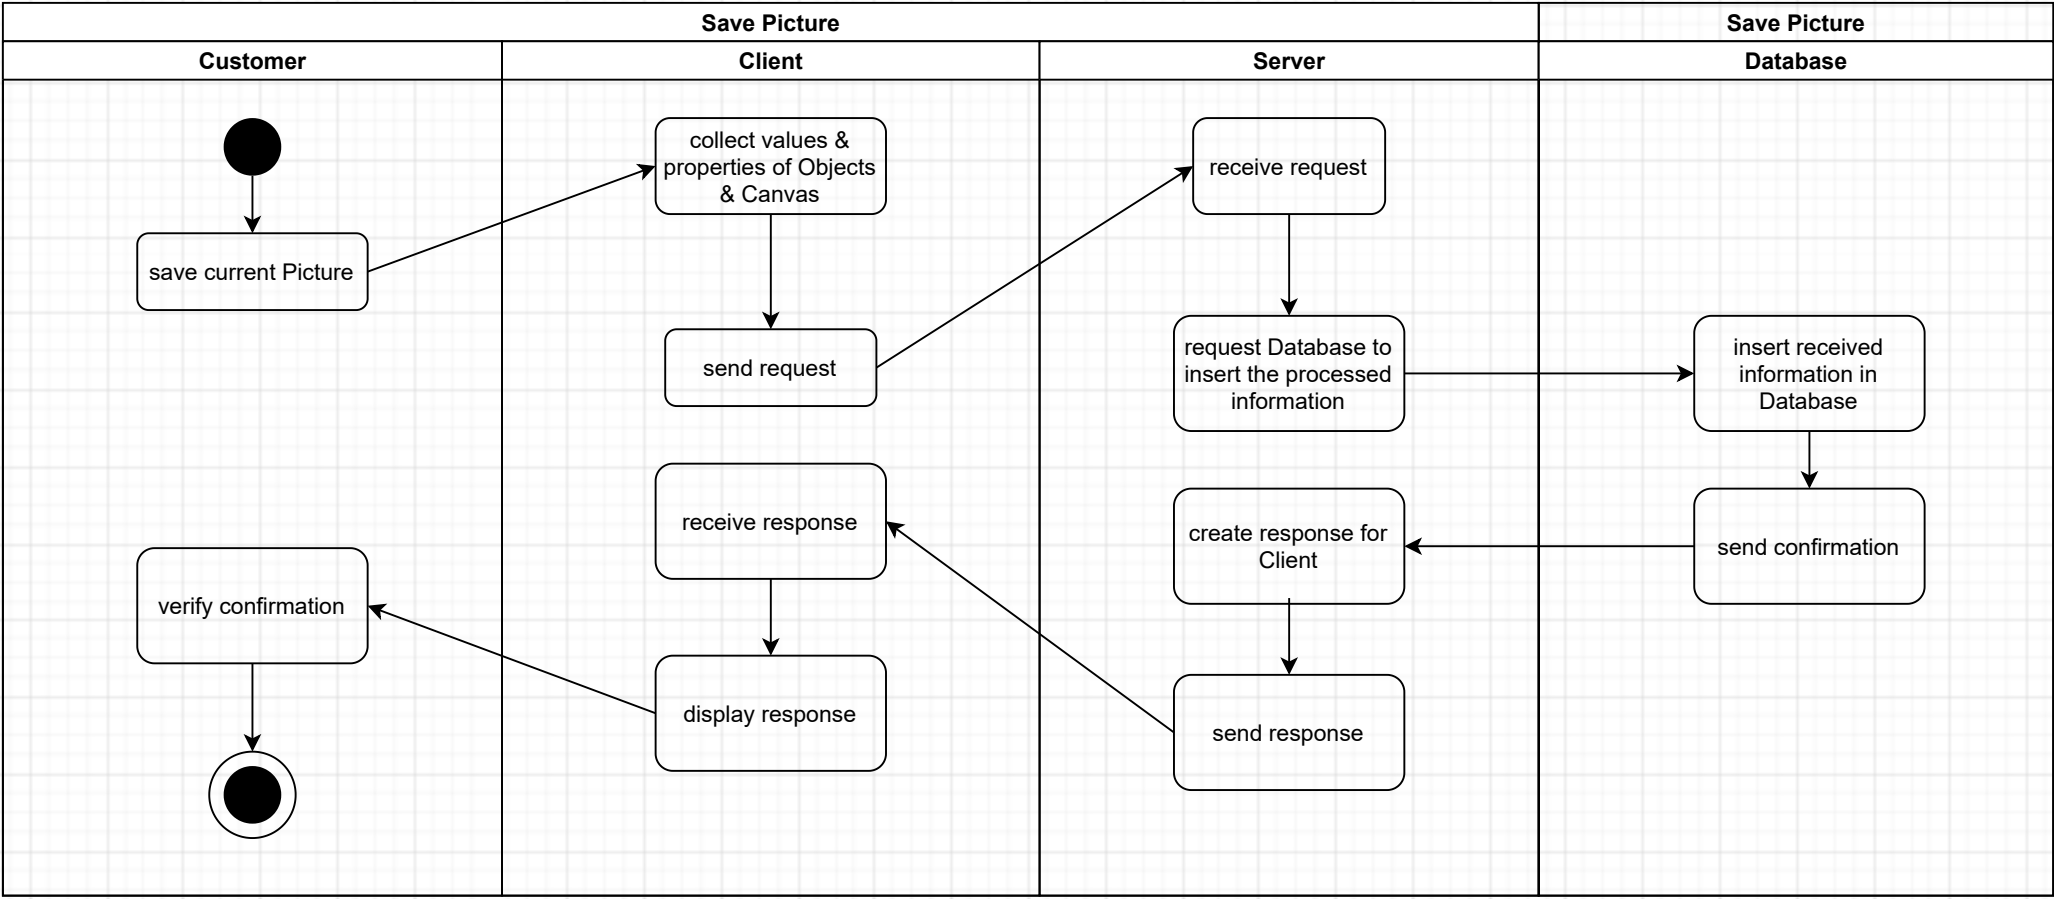 Save Picture
Save Picture
Customer
Client
Server
Database
save current Picture
collect values &
properties of Objects
& Canvas
send request
receive request
request Database to
insert the processed
information
insert received
information in
Database
send confirmation
create response for
Client
send response
receive response
display response
verify confirmation